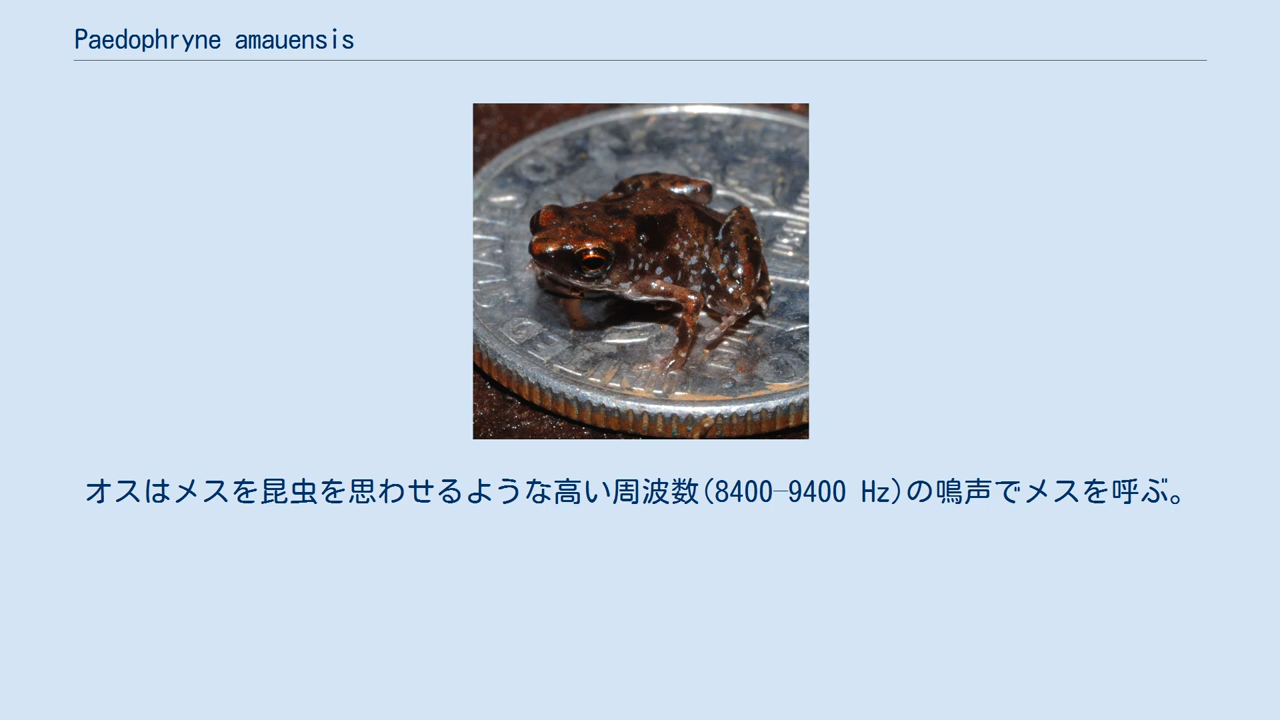 Paedophryne amauensis
オスはメスを昆虫を思わせるような高い周波数(8400–9400 Hz)の鳴声でメスを呼ぶ。